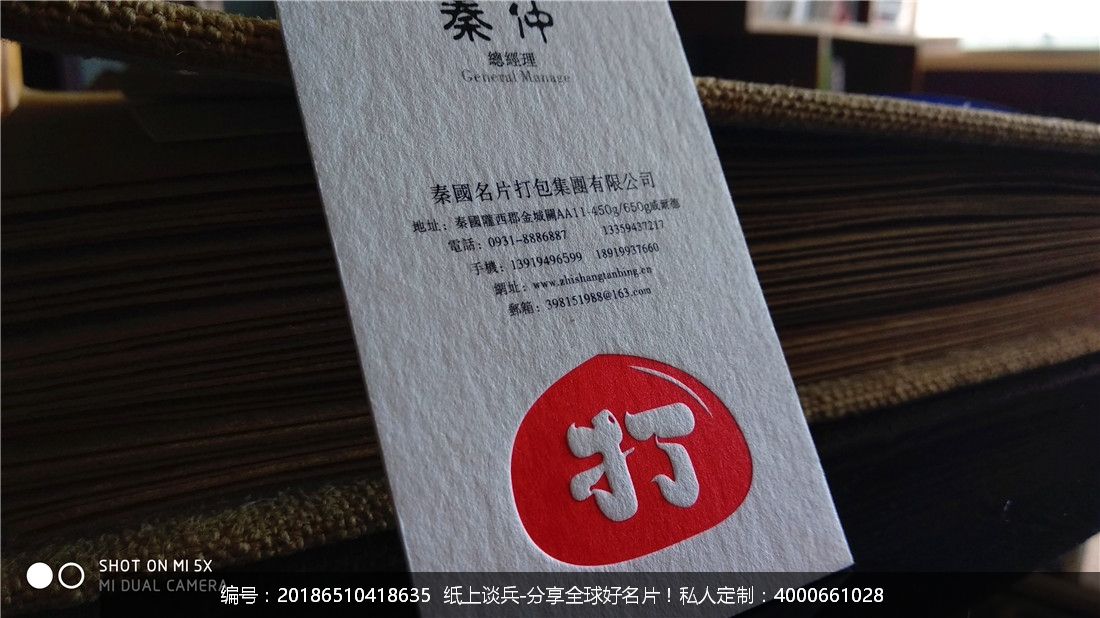 秦仲
總經理
General Manage
秦國名片打包集團有限公司
地址：秦國隴西郡金城關AA11-450g/650g威爾德
電話：0931-8886887 13359437217
手機：13919496599 18919937660
網址：www.zhishangtanbing.cn
郵箱：398151988@163.com
打
SHOT ON MI 5X
MI DUAL CAMERA
编号：20186510418635 纸上谈兵-分享全球好名片！私人定制：4000661028